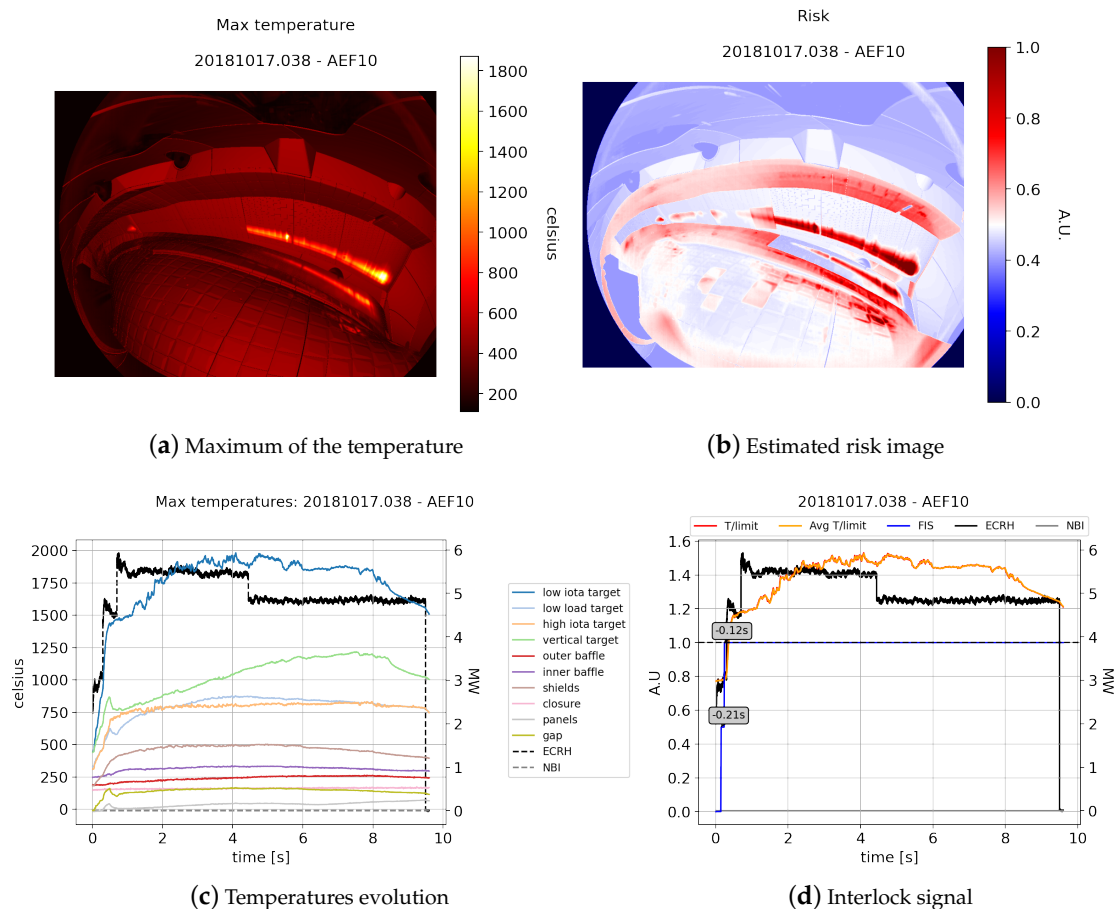 Max temperature
20181017.038 - AEF10
1800
1600
1400
1200
1000
800
600
400
200
celsius
(a) Maximum of the temperature
Risk
20181017.038 - AEF10
1.0
0.8
0.6
0.4
0.2
0.0
A.U.
(b) Estimated risk image
Max temperatures: 20181017.038 - AEF10
2000
1750
1500
1250
1000
750
500
250
0
celsius
6
5
4
3
2
1
0
MW
0 2 4 6 8 10
time [s]
low iota target
low load target
high iota target
vertical target
outer baffle
inner baffle
shields
closure
panels
gap
ECRH
NBI
(c) Temperatures evolution
20181017.038 - AEF10
T/limit Avg T/limit FIS ECRH NBI
1.6
1.4
1.2
1.0
0.8
0.6
0.4
0.2
0.0
A.U
-0.12s
-0.21s
6
5
4
3
2
1
0
MW
0 2 4 6 8 10
time [s]
(d) Interlock signal